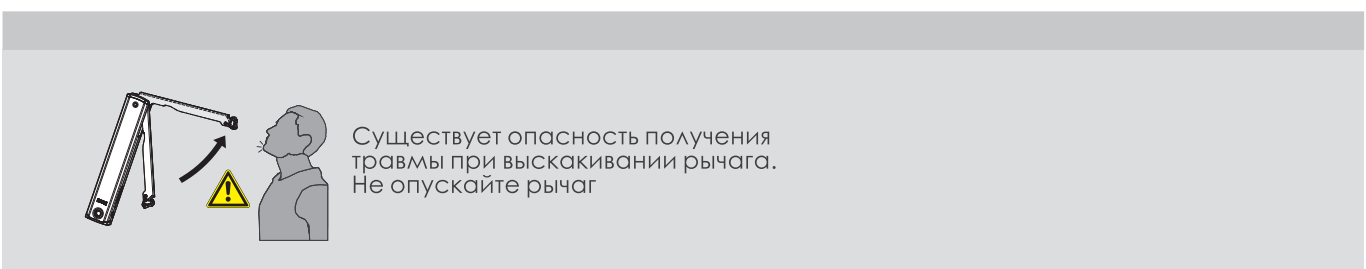 Существует опасность получения
травмы при выскакивании рычага.
Не опускайте рычаг